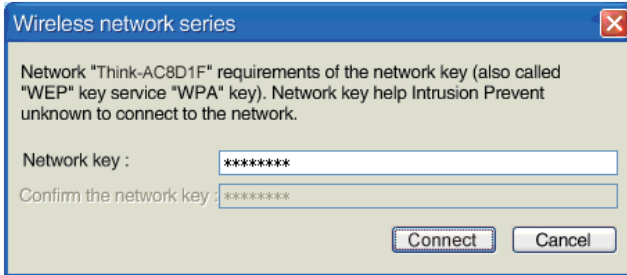 Wireless network series
Network "Think-AC8D1F" requirements of the network key (also called
"WEP" key service "WPA" key). Network key help Intrusion Prevent
unknown to connect to the network.
Network key : ********
Confirm the network key : ********
Connect Cancel